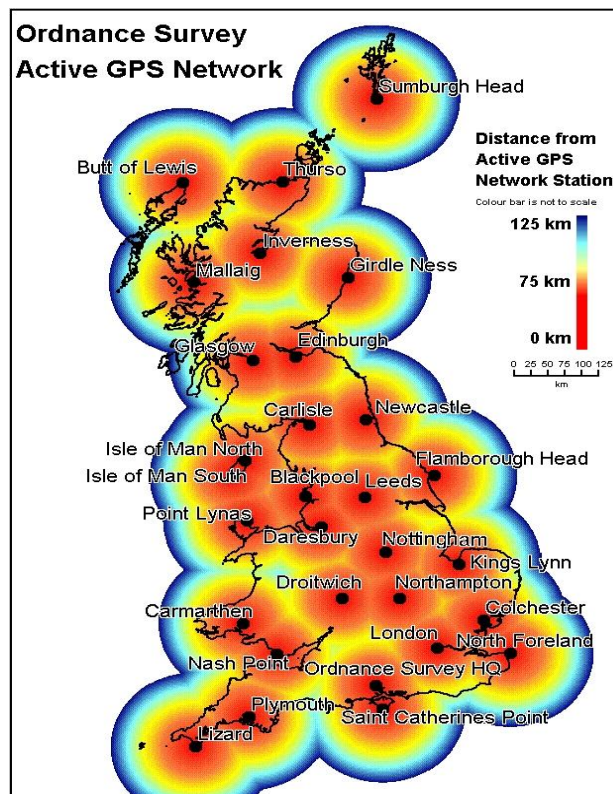 Ordnance Survey
Active GPS Network
Sumburgh Head
Distance from
Active GPS
Network Station
Colour bar is not to scale
125 km
75 km
0 km
0 25 50 75 100 125
km
Butt of Lewis
Thurso
Inverness
Mallaig
Girdle Ness
Glasgow
Edinburgh
Carlisle
Newcastle
Isle of Man North
Isle of Man South
Blackpool
Leeds
Flamborough Head
Point Lynas
Daresbury
Nottingham
Kings Lynn
Droitwich
Northampton
Carmarthen
Colchester
London
North Foreland
Nash Point
Ordnance Survey HQ
Plymouth
Saint Catherines Point
Lizard